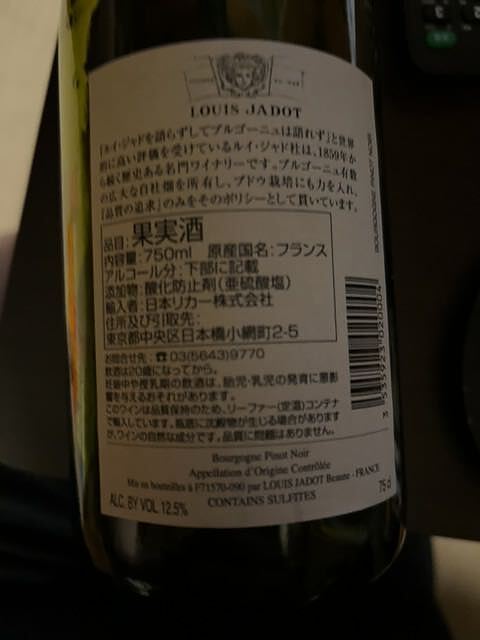 LOUIS JADOT
『ルイ・ジャドを語らずしてブルゴーニュは語れず』と世界
的に高い評価を受けているルイ・ジャド社は、1859年か
ら続く歴史ある名門ワイナリーです。ブルゴーニュ有数
の広大な自社畑を所有し、ブドウ栽培にも力を入れ、
『品質の追求』のみをそのポリシーとして貫いています。
品目:果実酒
内容量:750ml 原産国名:フランス
アルコール分:下部に記載
添加物:酸化防止剤(亜硫酸塩)
輸入者:日本リカー株式会社
住所及び引取先:
東京都中央区日本橋小網町2-5
お問合せ先:☎03(5643)9770
飲酒は20歳になってから。
妊娠中や授乳期の飲酒は、胎児・乳児の発育に悪影
響を与えるおそれがあります。
このワインは品質保持のため、リーファー(定温)コンテナ
で輸入しています。瓶底に沈殿物が生じる場合があります
が、ワインの自然な成分です。品質に問題はありません。
Bourgogne Pinot Noir
Appellation d'Origine Contrôlée
Mis en bouteilles à F71570-090 par LOUIS JADOT Beaune - FRANCE
ALC. BY VOL 12.5% CONTAINS SULFITES 75cl
BOURGOGNE PINOT NOIR
3 535923 020004